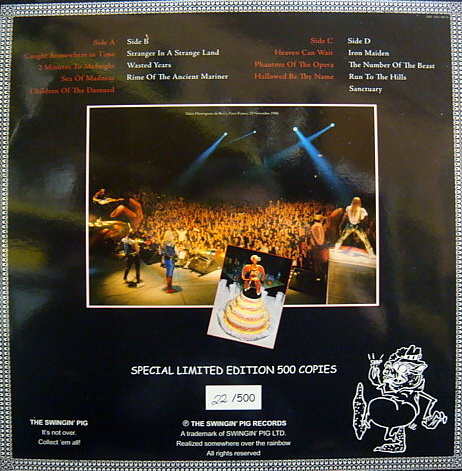 Side A
Caught Somewhere in Time
2 Minutes To Midnight
Sea Of Madness
Children Of The Damned
Side B
Stranger In A Strange Land
Wasted Years
Rime Of The Ancient Mariner
Side C
Heaven Can Wait
Phantom Of The Opera
Hallowed Be Thy Name
Side D
Iron Maiden
The Number Of The Beast
Run To The Hills
Sanctuary
SPECIAL LIMITED EDITION 500 COPIES
22 /500
THE SWINGIN' PIG
It's not over.
Collect 'em all!
℗ THE SWINGIN' PIG RECORDS
A trademark of SWINGIN' PIG LTD.
Realized somewhere over the rainbow
All rights reserved